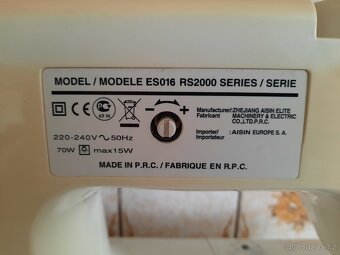 MODEL / MODELE ES016 RS2000 SERIES / SERIE
Manufacturer/
Fabricant
:ZHEJIANG AISIN ELITE
MACHINERY & ELECTRIC
CO.,LTD.P.R.C.
220-240V ~ 50Hz
70W max15W
Importer/
Importateur
:AISIN EUROPE S. A.
MADE IN P.R.C. / FABRIQUE EN R.P.C.